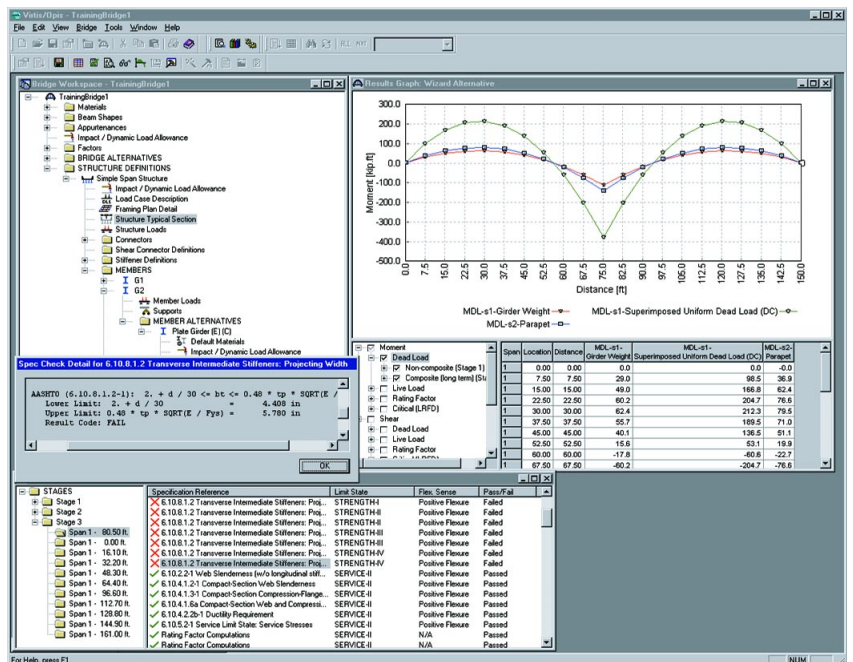 Virtis/Opis - TrainingBridge1
File Edit View Bridge Tools Window Help
Bridge Workspace - TrainingBridge1
TrainingBridge1
Materials
Beam Shapes
Appurtenances
Impact / Dynamic Load Allowance
Factors
BRIDGE ALTERNATIVES
STRUCTURE DEFINITIONS
Simple Span Structure
Impact / Dynamic Load Allowance
Load Case Description
Framing Plan Detail
Structure Typical Section
Structure Loads
Connectors
Shear Connector Definitions
Stiffener Definitions
MEMBERS
G1
G2
Member Loads
Supports
MEMBER ALTERNATIVES
Plate Girder (E) (C)
Default Materials
Impact / Dynamic Load Allowance
Results Graph: Wizard Alternative
Moment [kip.ft]
300.0
200.0
100.0
0.0
-100.0
-200.0
-300.0
-400.0
-500.0
0.0 7.5 15.0 22.5 30.0 37.5 45.0 52.5 60.0 67.5 75.0 82.5 90.0 97.5 105.0 112.5 120.0 127.5 135.0 142.5 150.0
Distance [ft]
MDL-s1-Girder Weight MDL-s1-Superimposed Uniform Dead Load (DC)
MDL-s2-Parapet
Moment
Dead Load
Non-composite (Stage 1)
Composite (long term) (Sta
Live Load
Rating Factor
Critical (LRFD)
Shear
Dead Load
Live Load
Rating Factor
Span Location Distance MDL-s1-Girder Weight MDL-s1-Superimposed Uniform Dead Load (DC) MDL-s2-Parapet
1 0.00 0.00 0.0 0.0 -0.0
1 7.50 7.50 29.0 98.5 36.9
1 15.00 15.00 49.0 166.8 62.4
1 22.50 22.50 60.2 204.7 76.6
1 30.00 30.00 62.4 212.3 79.5
1 37.50 37.50 55.7 189.5 71.0
1 45.00 45.00 40.1 136.5 51.1
1 52.50 52.50 15.6 53.1 19.9
1 60.00 60.00 -17.8 -60.6 -22.7
1 67.50 67.50 -60.2 -204.7 -76.6
Spec Check Detail for 6.10.8.1.2 Transverse Intermediate Stiffeners: Projecting Width
AASHTO (6.10.8.1.2-1): 2. + d / 30 <= bt <= 0.48 * tp * SQRT(E /
Lower Limit: 2. + d / 30 = 4.408 in
Upper Limit: 0.48 * tp * SQRT(E / Fys) = 5.780 in
Result Code: FAIL
OK
STAGES
Stage 1
Stage 2
Stage 3
Span 1 - 80.50 ft.
Span 1 - 0.00 ft.
Span 1 - 16.10 ft.
Span 1 - 32.20 ft.
Span 1 - 48.30 ft.
Span 1 - 64.40 ft.
Span 1 - 96.60 ft.
Span 1 - 112.70 ft.
Span 1 - 128.80 ft.
Span 1 - 144.90 ft.
Span 1 - 161.00 ft.
Specification Reference Limit State Flex. Sense Pass/Fail
6.10.8.1.2 Transverse Intermediate Stiffeners: Proj... STRENGTH-I Positive Flexure Failed
6.10.8.1.2 Transverse Intermediate Stiffeners: Proj... STRENGTH-II Positive Flexure Failed
6.10.8.1.2 Transverse Intermediate Stiffeners: Proj... STRENGTH-II Positive Flexure Failed
6.10.8.1.2 Transverse Intermediate Stiffeners: Proj... STRENGTH-III Positive Flexure Failed
6.10.8.1.2 Transverse Intermediate Stiffeners: Proj... STRENGTH-III Positive Flexure Failed
6.10.8.1.2 Transverse Intermediate Stiffeners: Proj... STRENGTH-IV Positive Flexure Failed
6.10.8.1.2 Transverse Intermediate Stiffeners: Proj... STRENGTH-IV Positive Flexure Failed
6.10.2.2-1 Web Slenderness (w/o longitudinal stiff... SERVICE-II Positive Flexure Passed
6.10.4.1.2-1 Compact-Section Web Slenderness SERVICE-II Positive Flexure Passed
6.10.4.1.3-1 Compact-Section Compression-Flange... SERVICE-II Positive Flexure Passed
6.10.4.1.6a Compact-Section Web and Compressi... SERVICE-II Positive Flexure Passed
6.10.4.2.2b-1 Ductility Requirement SERVICE-II Positive Flexure Passed
6.10.5.2-1 Service Limit State: Service Stresses SERVICE-II Positive Flexure Passed
Rating Factor Computations SERVICE-II N/A Passed
Rating Factor Computations SERVICE-II N/A Passed
For Help, press F1
NUM